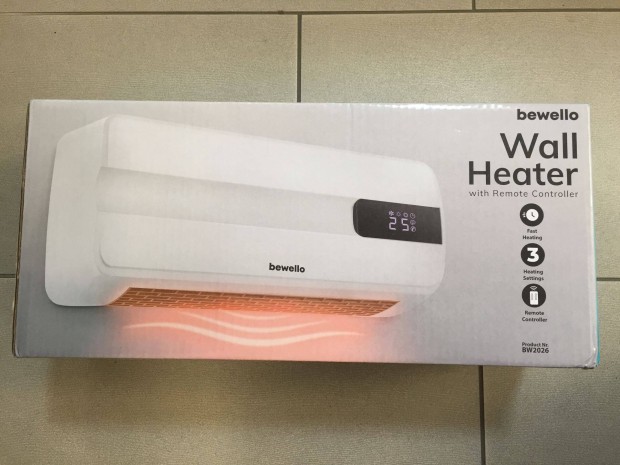 bewello
Wall
Heater
with Remote Controller
Fast
Heating
3
Heating
Settings
Remote
Controller
Product Nr.
BW2026
25
bewello